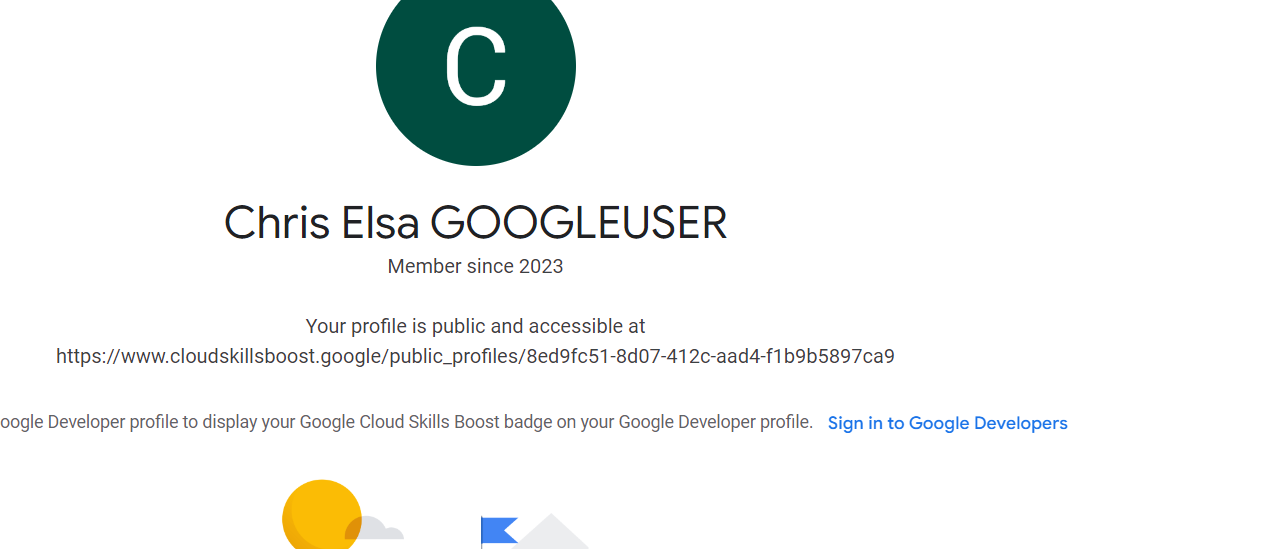 C
Chris Elsa GOOGLEUSER
Member since 2023
Your profile is public and accessible at
https://www.cloudskillsboost.google/public_profiles/8ed9fc51-8d07-412c-aad4-f1b9b5897ca9
oogle Developer profile to display your Google Cloud Skills Boost badge on your Google Developer profile. Sign in to Google Developers